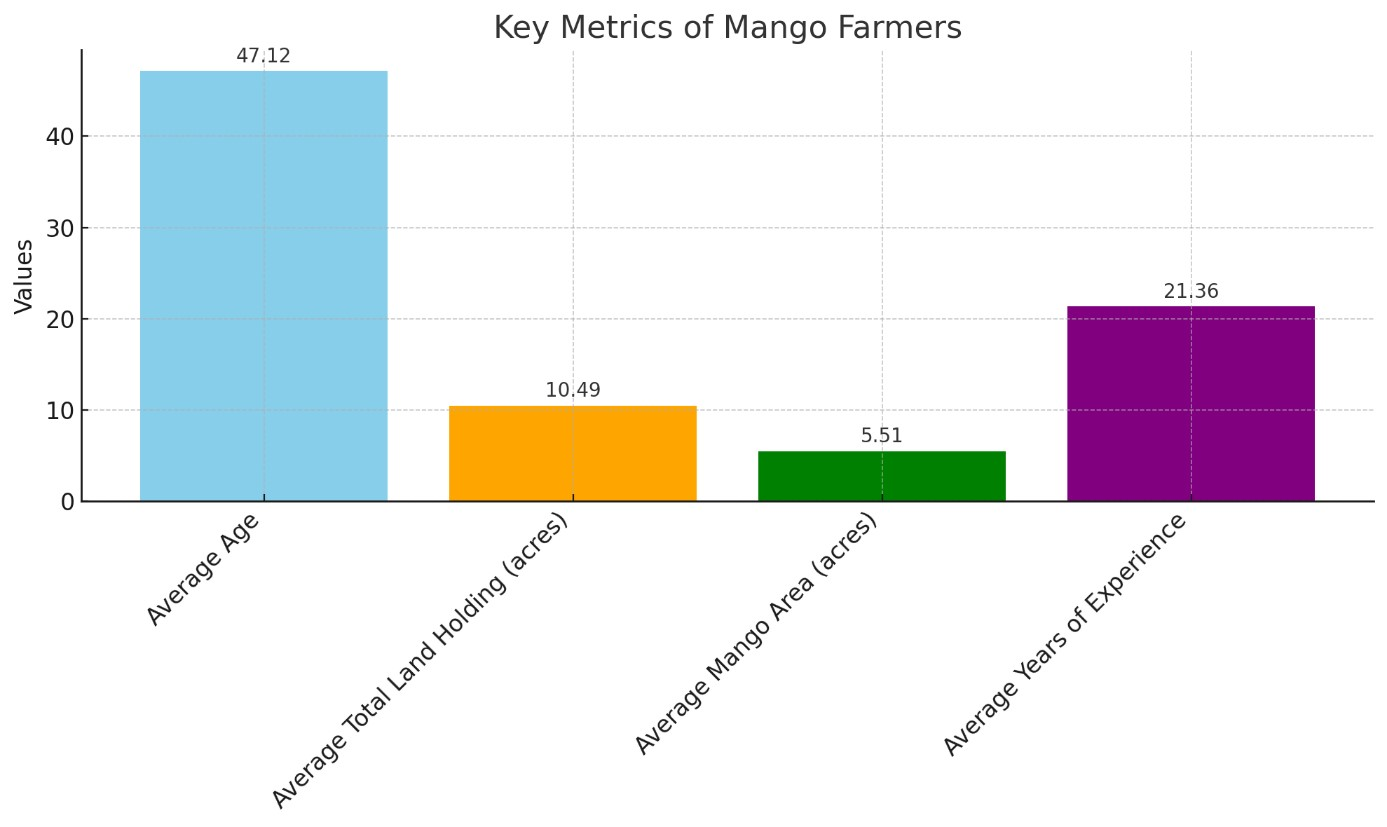 Key Metrics of Mango Farmers
Values
40
30
20
10
0
47.12
10.49
5.51
21.36
Average Age
Average Total Land Holding (acres)
Average Mango Area (acres)
Average Years of Experience